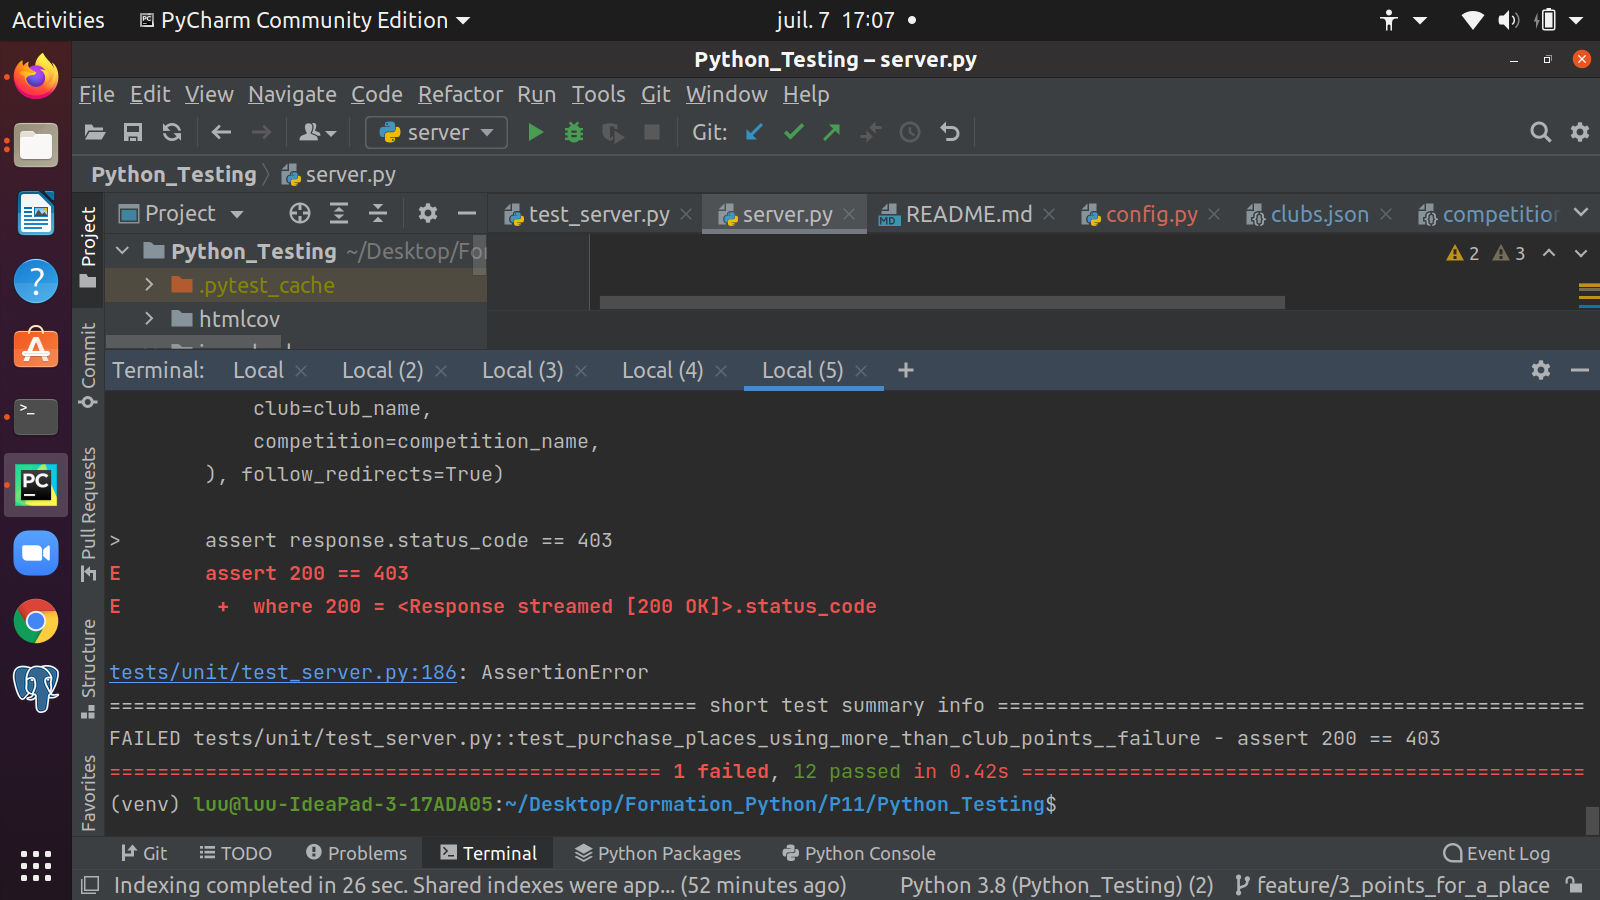 Activities PyCharm Community Edition juil. 7 17:07
Python_Testing – server.py
File Edit View Navigate Code Refactor Run Tools Git Window Help
server Git:
Python_Testing server.py
Project test_server.py server.py README.md config.py clubs.json competition
Python_Testing ~/Desktop/For 2 3
.pytest_cache
htmlcov
Project
Commit
Pull Requests
Structure
Favorites
Terminal: Local Local (2) Local (3) Local (4) Local (5)
club=club_name,
competition=competition_name,
), follow_redirects=True)
> assert response.status_code == 403
E assert 200 == 403
E + where 200 = <Response streamed [200 OK]>.status_code
tests/unit/test_server.py:186: AssertionError
================================================= short test summary info =================================================
FAILED tests/unit/test_server.py::test_purchase_places_using_more_than_club_points__failure - assert 200 == 403
============================================== 1 failed, 12 passed in 0.42s ===============================================
(venv) luu@luu-IdeaPad-3-17ADA05:~/Desktop/Formation_Python/P11/Python_Testing$
Git TODO Problems Terminal Python Packages Python Console Event Log
Indexing completed in 26 sec. Shared indexes were app... (52 minutes ago) Python 3.8 (Python_Testing) (2) feature/3_points_for_a_place